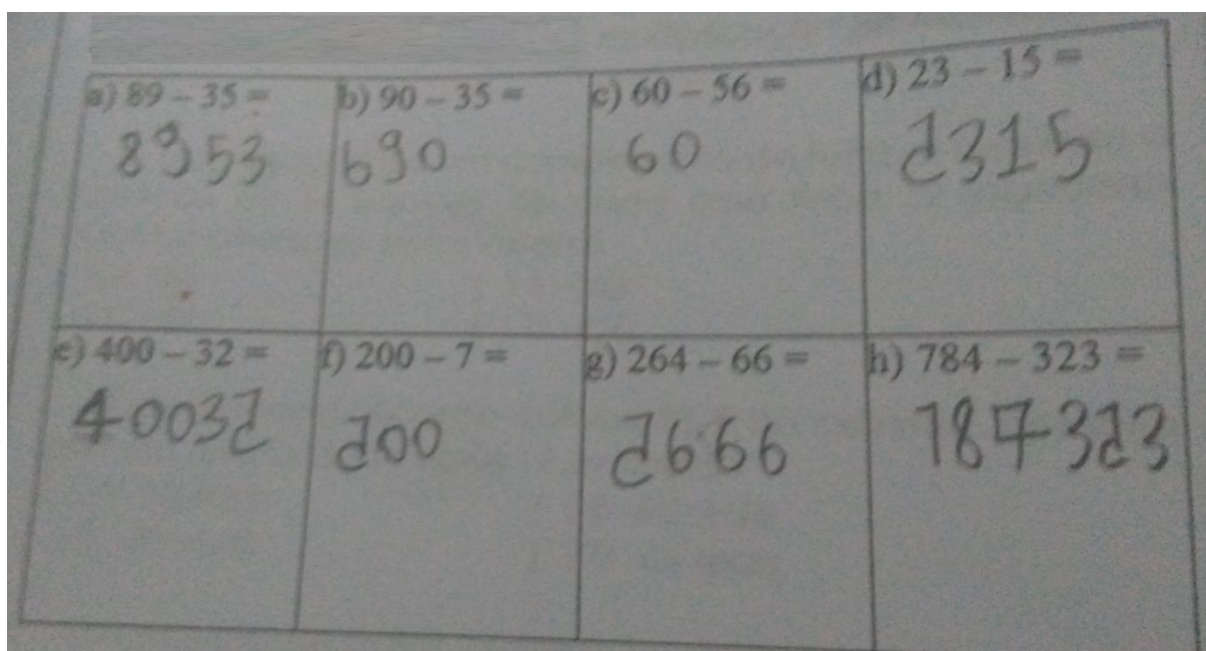 a) 89 – 35 =
b) 90 – 35 =
c) 60 – 56 =
d) 23 – 15 =
8953
690
60
2315
e) 400 – 32 =
f) 200 – 7 =
g) 264 – 66 =
h) 784 – 323 =
40032
200
2666
784323